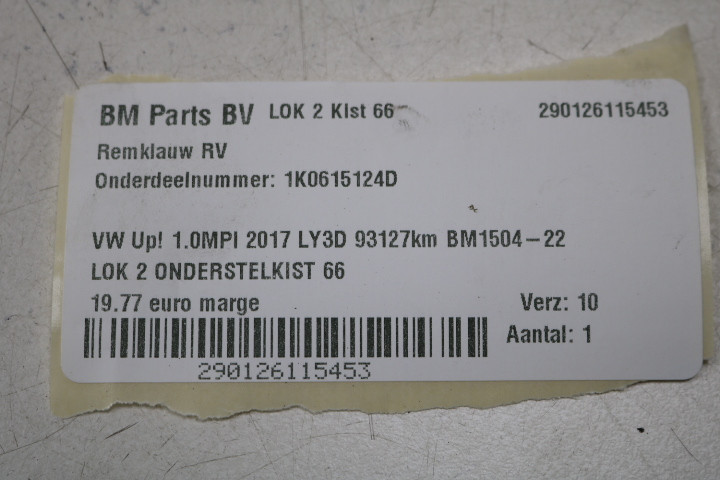 BM Parts BV LOK 2 Kist 66 290126115453
Remklauw RV
Onderdeelnummer: 1K0615124D
VW Up! 1.0MPI 2017 LY3D 93127km BM1504-22
LOK 2 ONDERSTELKIST 66
19.77 euro marge Verz: 10
Aantal: 1
290126115453